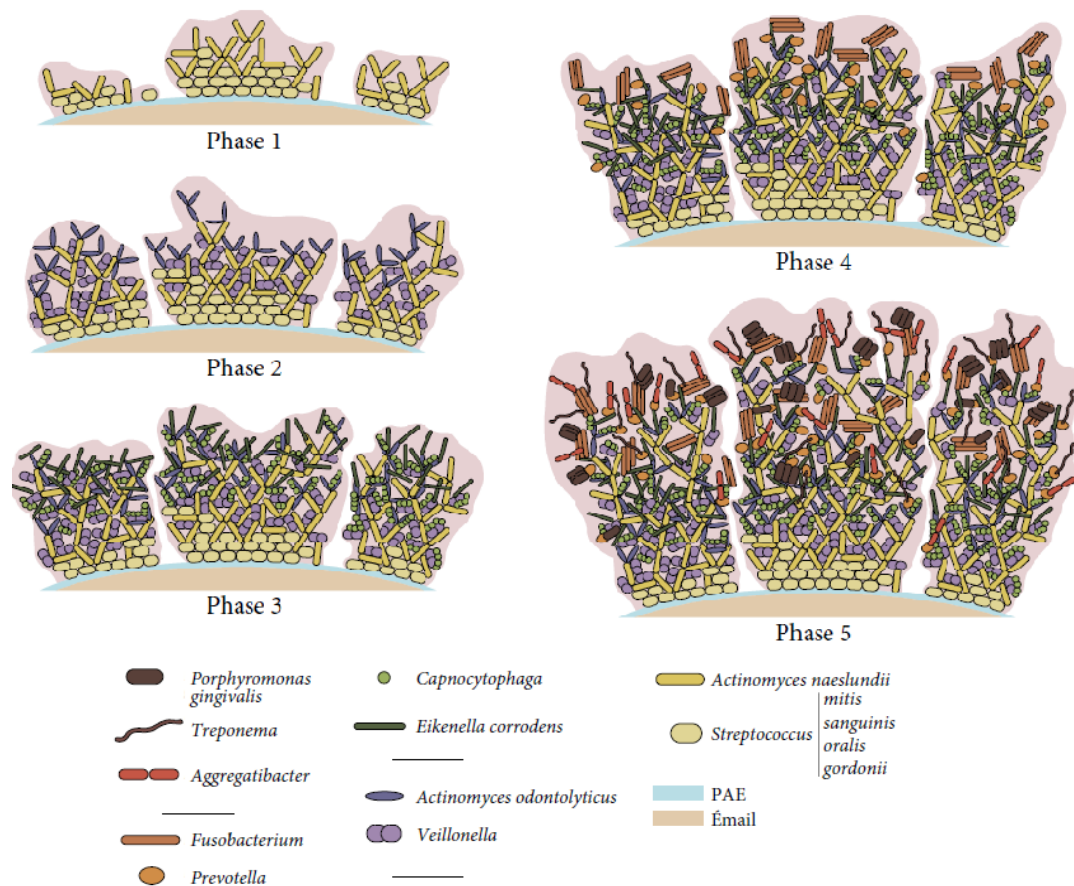 Phase 1
Phase 2
Phase 3
Phase 4
Phase 5
Porphyromonas
gingivalis
Treponema
Aggregatibacter
Fusobacterium
Prevotella
Capnocytophaga
Eikenella corrodens
Actinomyces odontolyticus
Veillonella
Actinomyces naeslundii
Streptococcus
mitis
sanguinis
oralis
gordonii
PAE
Émail